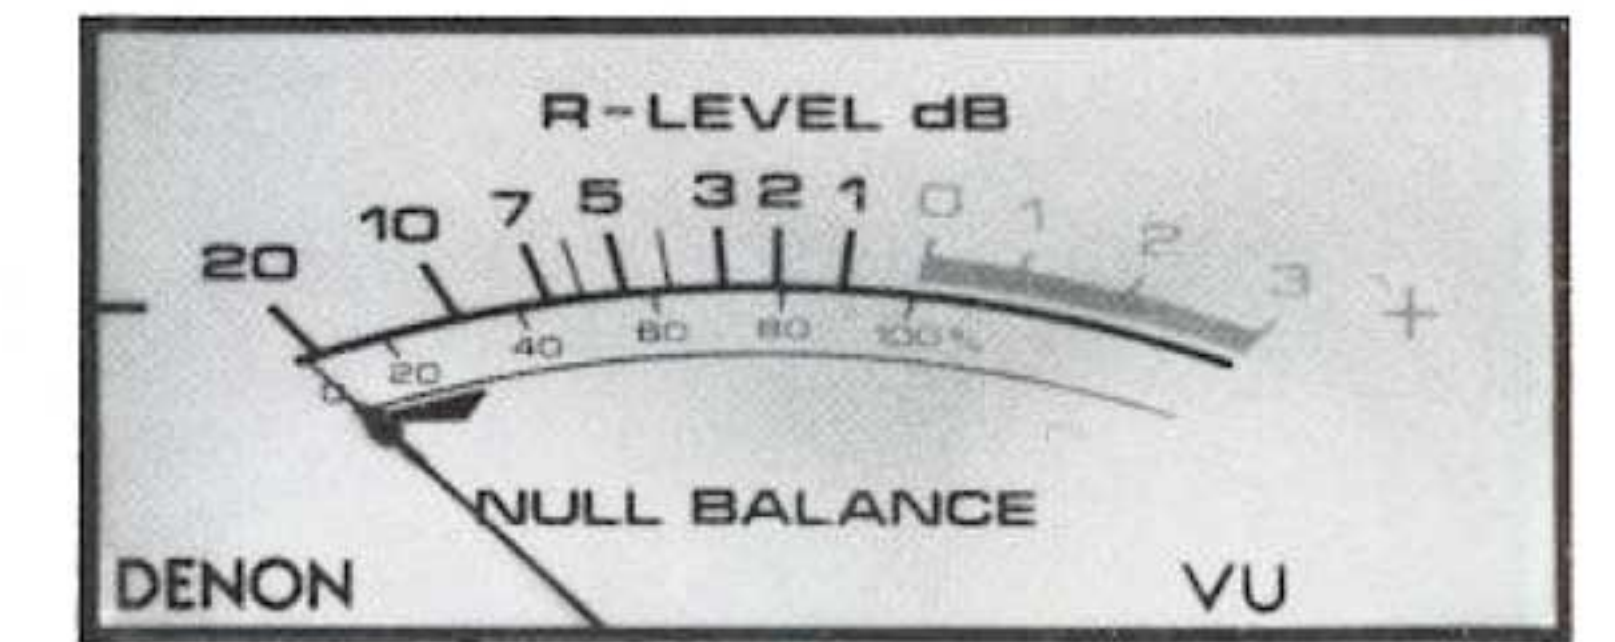 R-LEVEL dB
20 10 7 5 3 2 1 0 1 2 3
- +
0 20 40 60 80 100%
NULL BALANCE
DENON VU